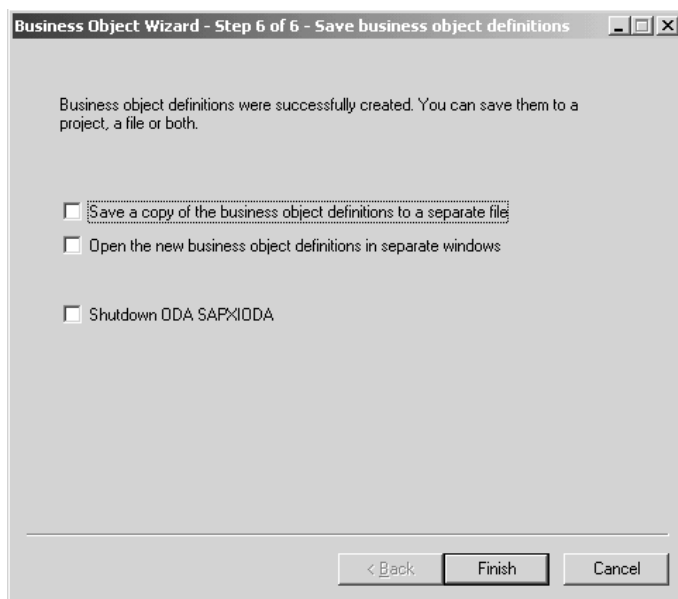 Business Object Wizard - Step 6 of 6 - Save business object definitions
Business object definitions were successfully created. You can save them to a
project, a file or both.
Save a copy of the business object definitions to a separate file
Open the new business object definitions in separate windows
Shutdown ODA SAPXIODA
< Back
Finish
Cancel